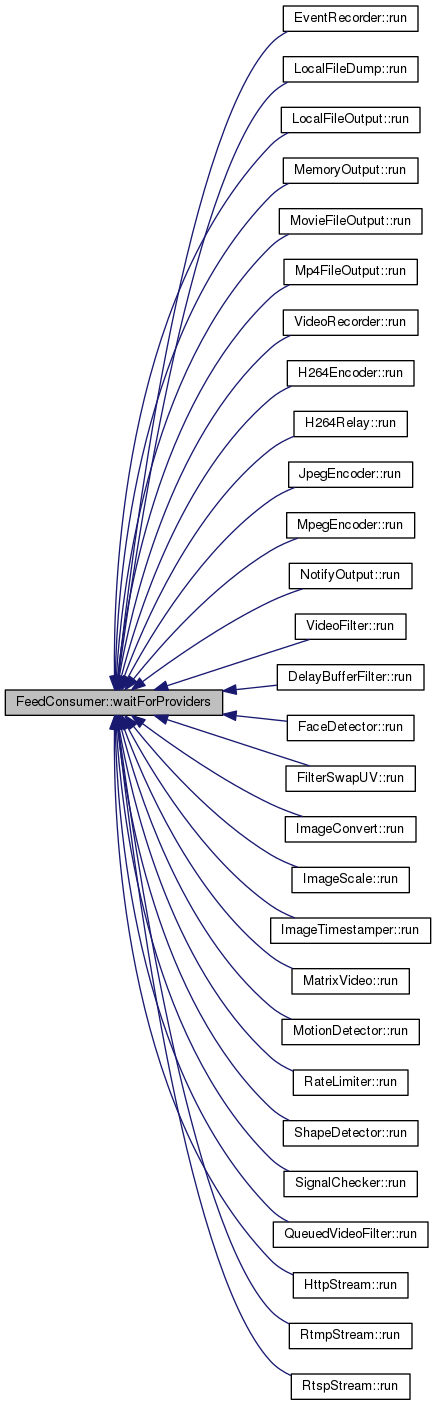 EventRecorder::run
LocalFileDump::run
LocalFileOutput::run
MemoryOutput::run
MovieFileOutput::run
Mp4FileOutput::run
VideoRecorder::run
H264Encoder::run
H264Relay::run
JpegEncoder::run
MpegEncoder::run
NotifyOutput::run
VideoFilter::run
DelayBufferFilter::run
FeedConsumer::waitForProviders
FaceDetector::run
FilterSwapUV::run
ImageConvert::run
ImageScale::run
ImageTimestamper::run
MatrixVideo::run
MotionDetector::run
RateLimiter::run
ShapeDetector::run
SignalChecker::run
QueuedVideoFilter::run
HttpStream::run
RtmpStream::run
RtspStream::run